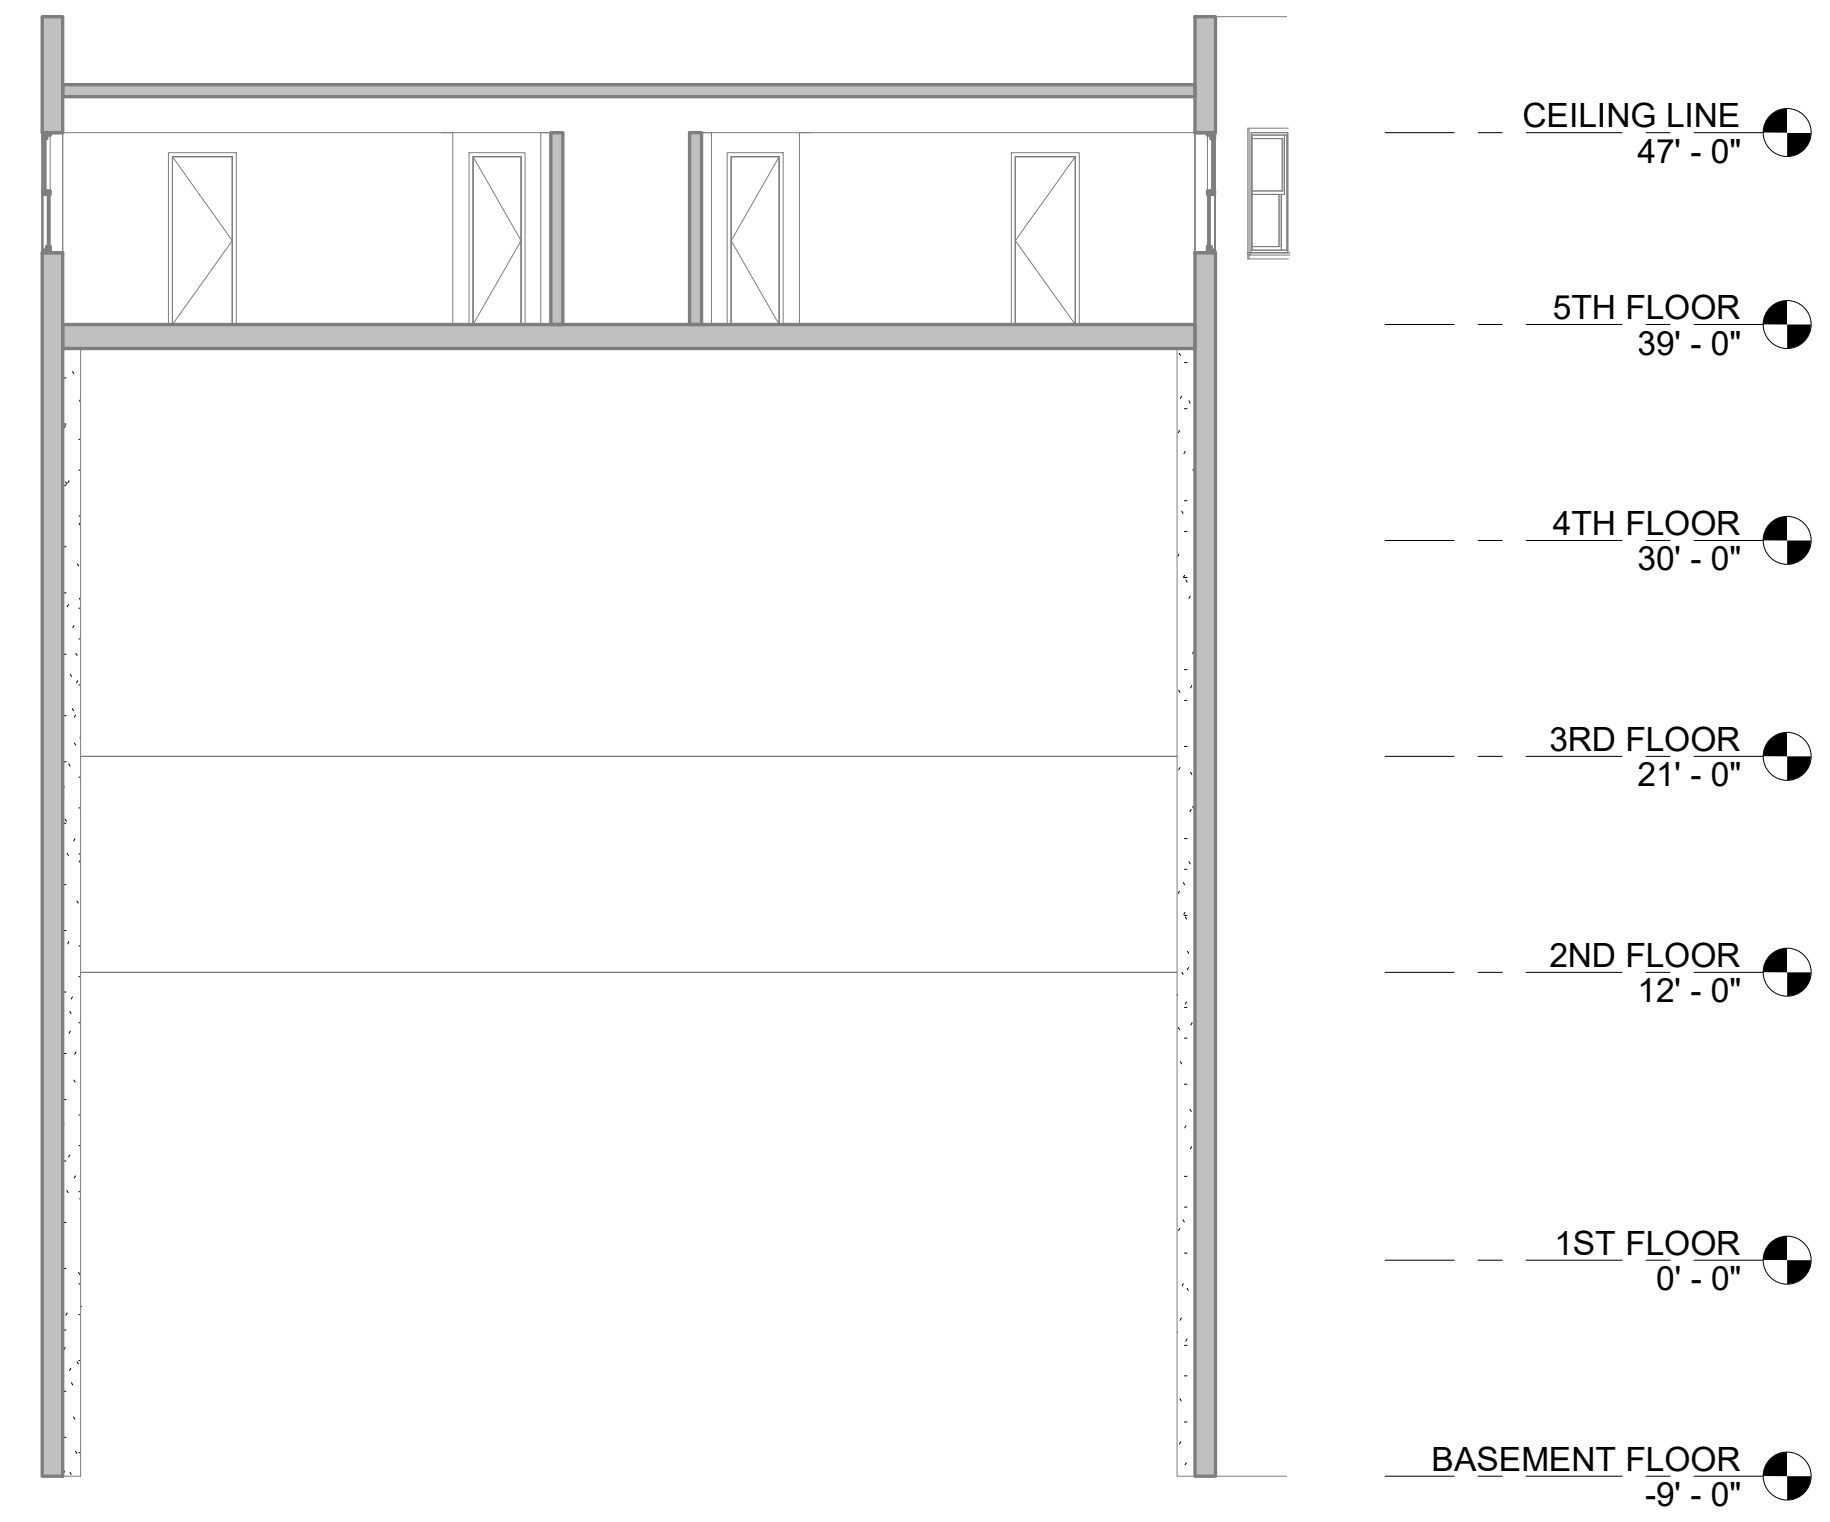 CEILING LINE
47' - 0"
5TH FLOOR
39' - 0"
4TH FLOOR
30' - 0"
3RD FLOOR
21' - 0"
2ND FLOOR
12' - 0"
1ST FLOOR
0' - 0"
BASEMENT FLOOR
-9' - 0"